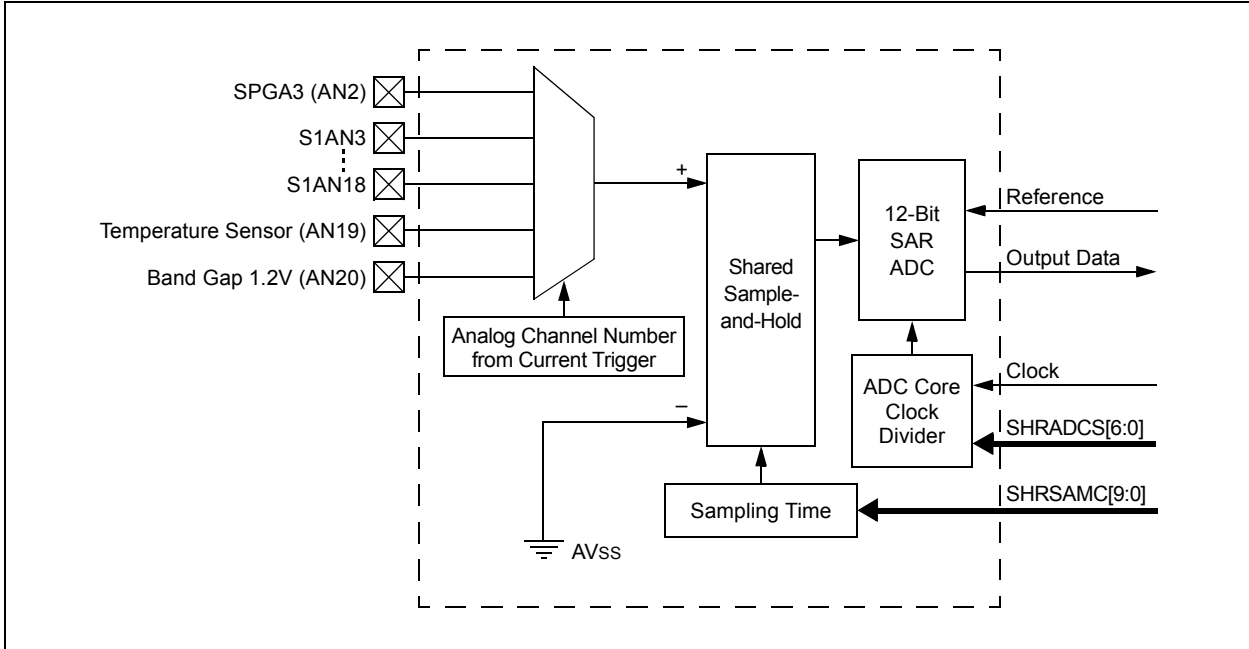 SPGA3 (AN2)
S1AN3
S1AN18
Temperature Sensor (AN19)
Band Gap 1.2V (AN20)
Analog Channel Number
from Current Trigger
+
–
AVSS
Shared
Sample-
and-Hold
Sampling Time
12-Bit
SAR
ADC
ADC Core
Clock
Divider
Reference
Output Data
Clock
SHRADCS[6:0]
SHRSAMC[9:0]